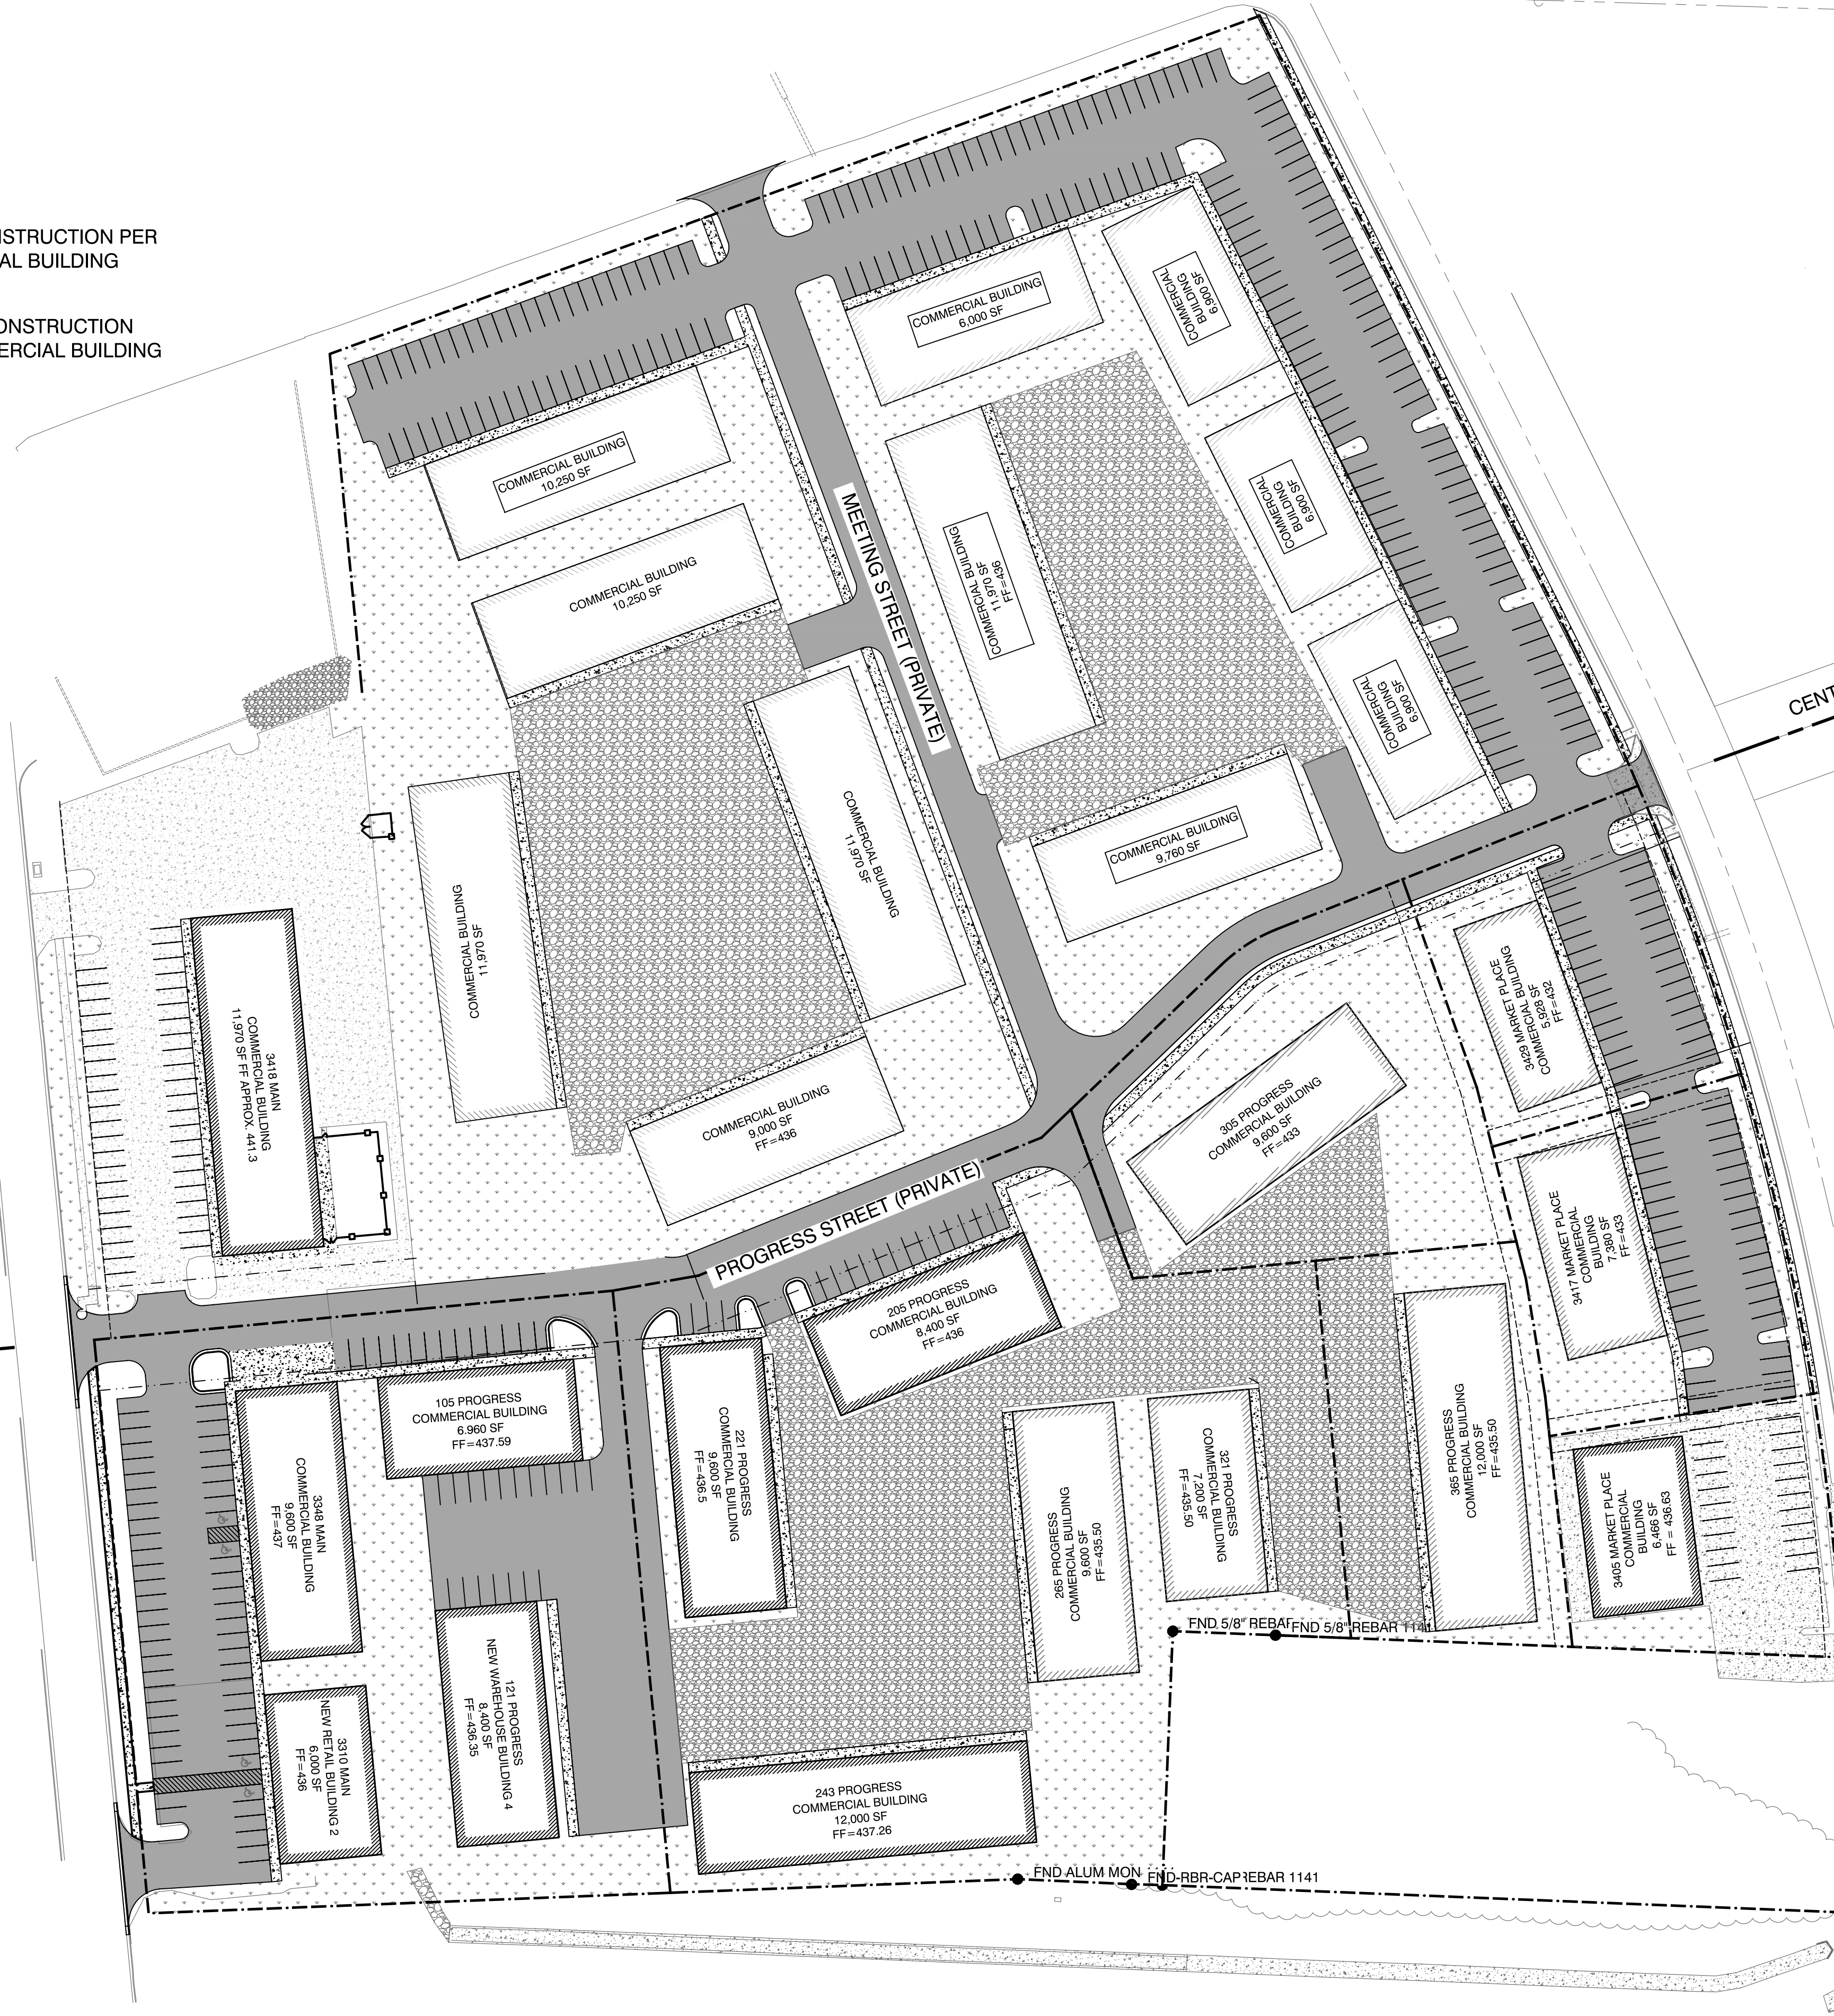 NSTRUCTION PER
AL BUILDING
ONSTRUCTION
ERCIAL BUILDING
COMMERCIAL BUILDING
6,000 SF
COMMERCIAL
BUILDING
6,900 SF
COMMERCIAL BUILDING
10,250 SF
COMMERCIAL
BUILDING
6,900 SF
COMMERCIAL BUILDING
10,250 SF
MEETING STREET (PRIVATE)
COMMERCIAL BUILDING
11,970 SF
FF=436
COMMERCIAL
BUILDING
6,900 SF
CENT
COMMERCIAL BUILDING
11,970 SF
COMMERCIAL BUILDING
9,760 SF
COMMERCIAL BUILDING
11,970 SF
3429 MARKET PLACE
COMMERCIAL BUILDING
5,928 SF
FF=432
3418 MAIN
COMMERCIAL BUILDING
11,970 SF FF APPROX. 441.3
COMMERCIAL BUILDING
9,000 SF
FF=436
305 PROGRESS
COMMERCIAL BUILDING
9,600 SF
FF=433
PROGRESS STREET (PRIVATE)
3417 MARKET PLACE
COMMERCIAL
BUILDING
7,380 SF
FF=433
205 PROGRESS
COMMERCIAL BUILDING
8,400 SF
FF=436
105 PROGRESS
COMMERCIAL BUILDING
6.960 SF
FF=437.59
221 PROGRESS
COMMERCIAL BUILDING
9,600 SF
FF=436.5
365 PROGRESS
COMMERCIAL BUILDING
12,000 SF
FF=435.50
3348 MAIN
COMMERCIAL BUILDING
9,600 SF
FF=437
265 PROGRESS
COMMERCIAL BUILDING
9,600 SF
FF=435.50
321 PROGRESS
COMMERCIAL BUILDING
7,200 SF
FF=435.50
3405 MARKET PLACE
COMMERCIAL
BUILDING
6,466 SF
FF = 436.63
FND 5/8" REBAR
FND 5/8" REBAR 1141
3310 MAIN
NEW RETAIL BUILDING 2
6,000 SF
FF=436
121 PROGRESS
NEW WAREHOUSE BUILDING 4
8,400 SF
FF=436.35
243 PROGRESS
COMMERCIAL BUILDING
12,000 SF
FF=437.26
FND ALUM MON
FND-RBR-CAP
REBAR 1141